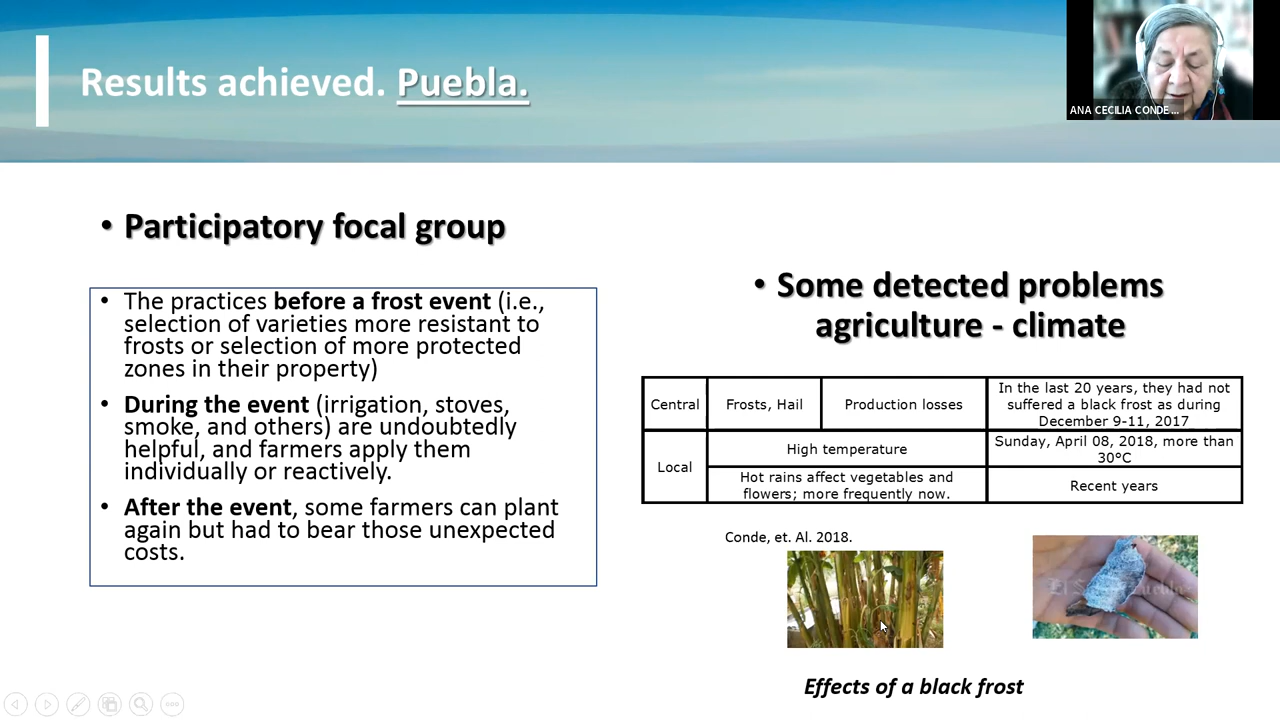 Results achieved. Puebla.
ANA CECILIA CONDE ...
• Participatory focal group
• The practices before a frost event (i.e.,
selection of varieties more resistant to
frosts or selection of more protected
zones in their property)
• During the event (irrigation, stoves,
smoke, and others) are undoubtedly
helpful, and farmers apply them
individually or reactively.
• After the event, some farmers can plant
again but had to bear those unexpected
costs.
• Some detected problems
agriculture - climate
Central
Frosts, Hail
Production losses
In the last 20 years, they had not
suffered a black frost as during
December 9-11, 2017
Local
High temperature
Sunday, April 08, 2018, more than
30°C
Hot rains affect vegetables and
flowers; more frequently now.
Recent years
Conde, et. Al. 2018.
Effects of a black frost